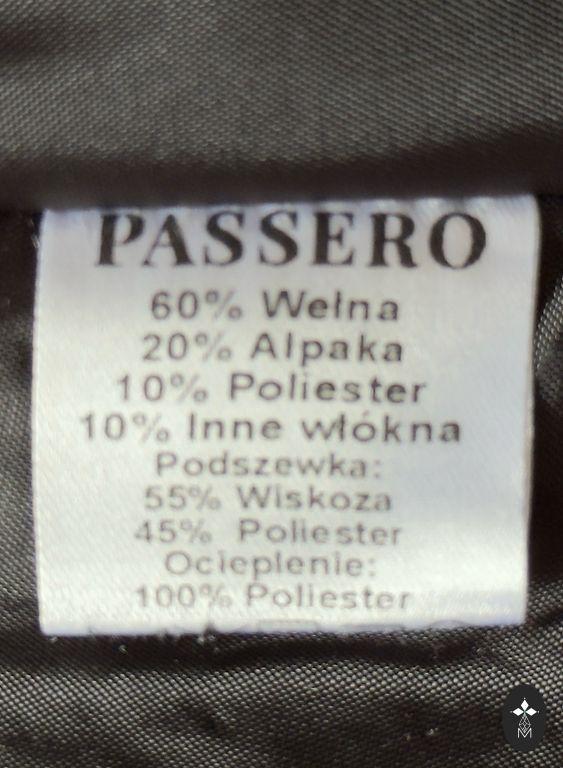 PASSERO
60% Wełna
20% Alpaka
10% Poliester
10% Inne włókna
Podszewka:
55% Wiskoza
45% Poliester
Ocieplenie:
100% Poliester
M